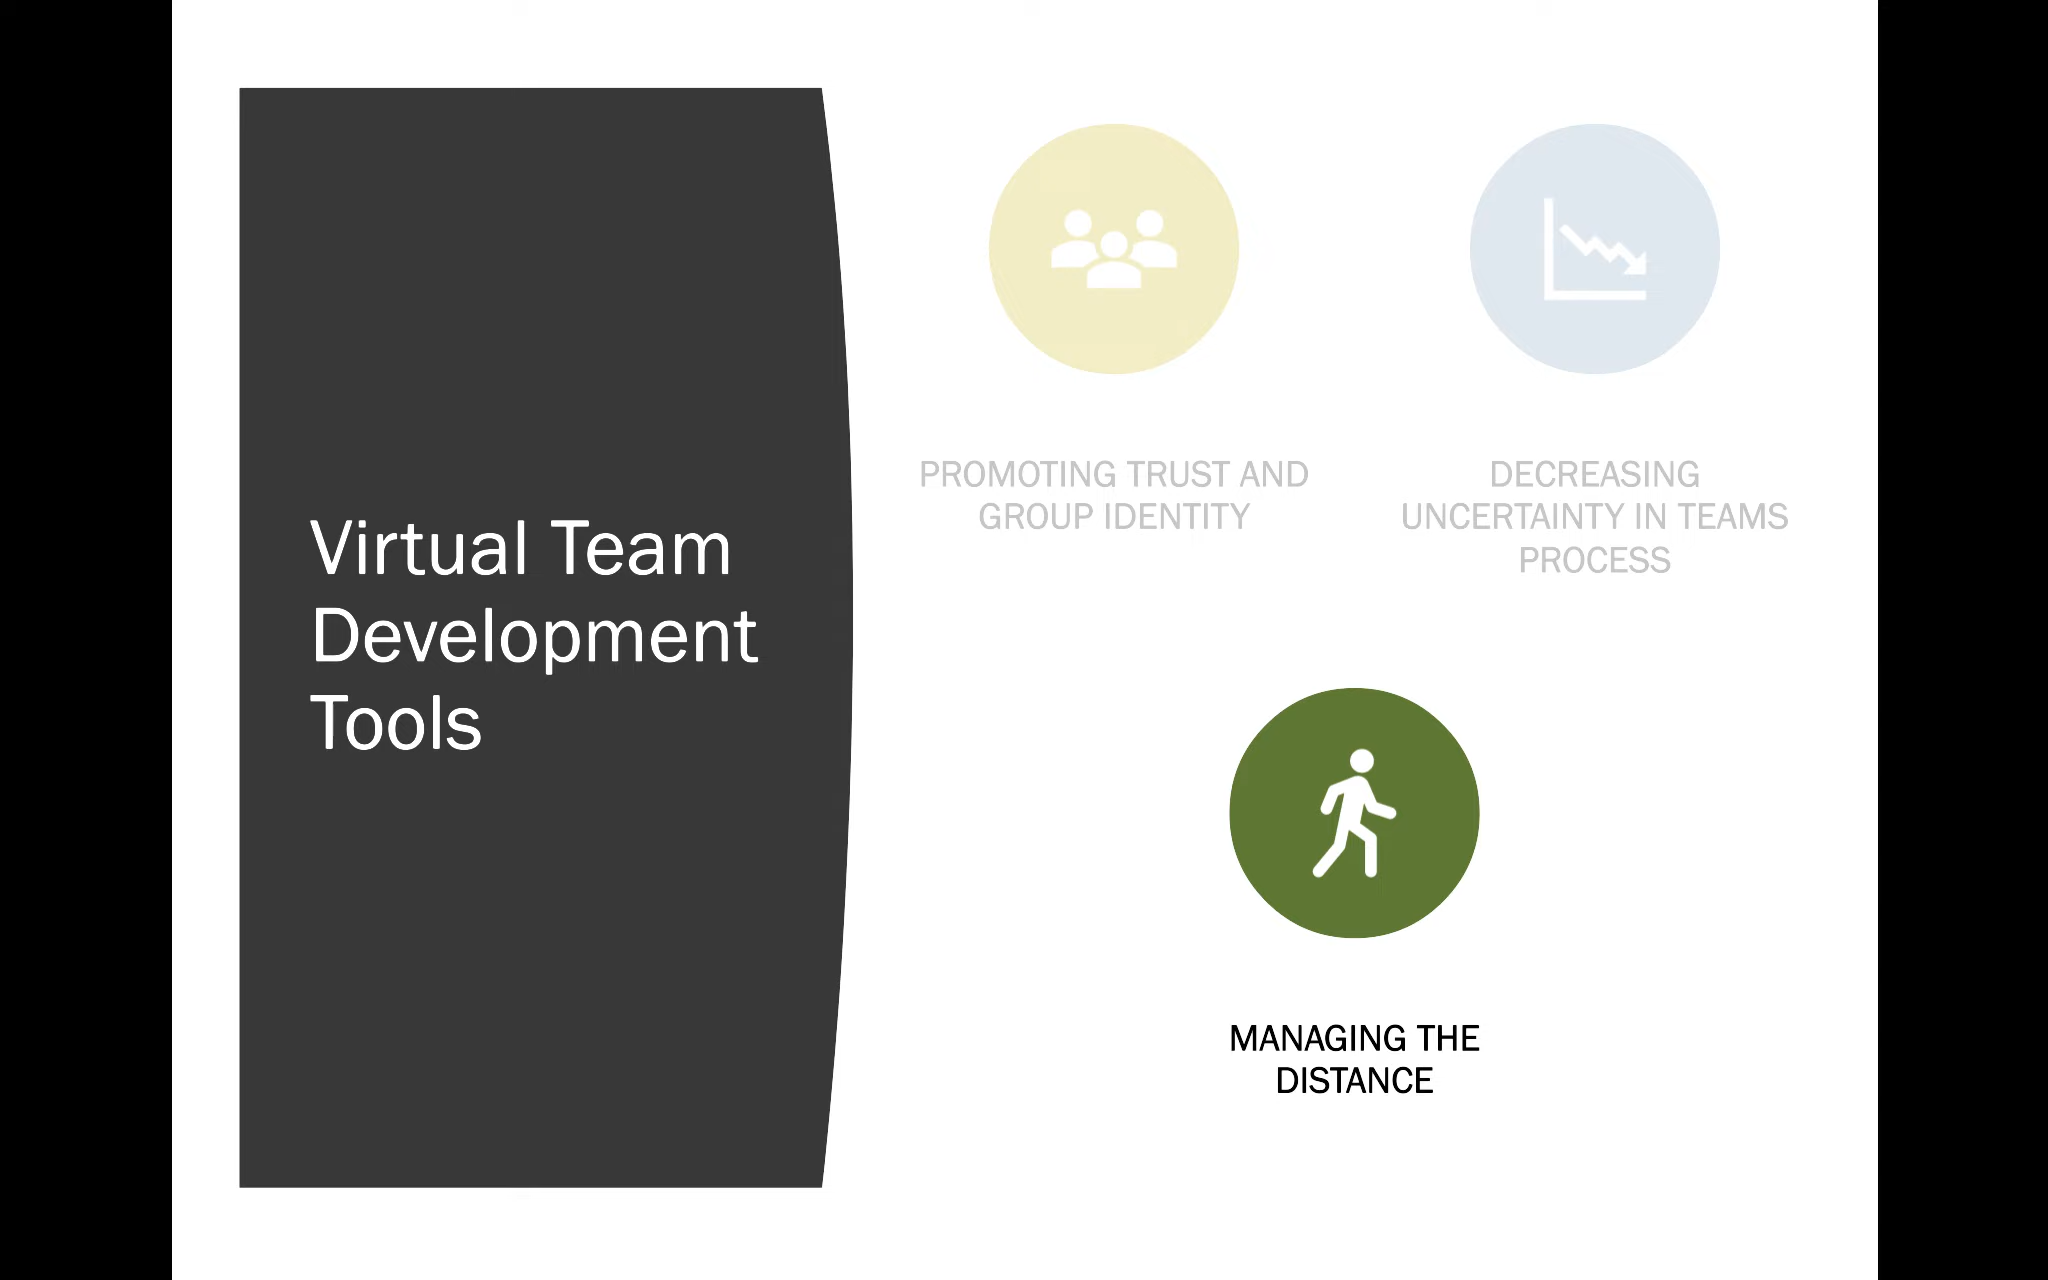 Virtual Team
Development
Tools
PROMOTING TRUST AND
GROUP IDENTITY
DECREASING
UNCERTAINTY IN TEAMS
PROCESS
MANAGING THE
DISTANCE